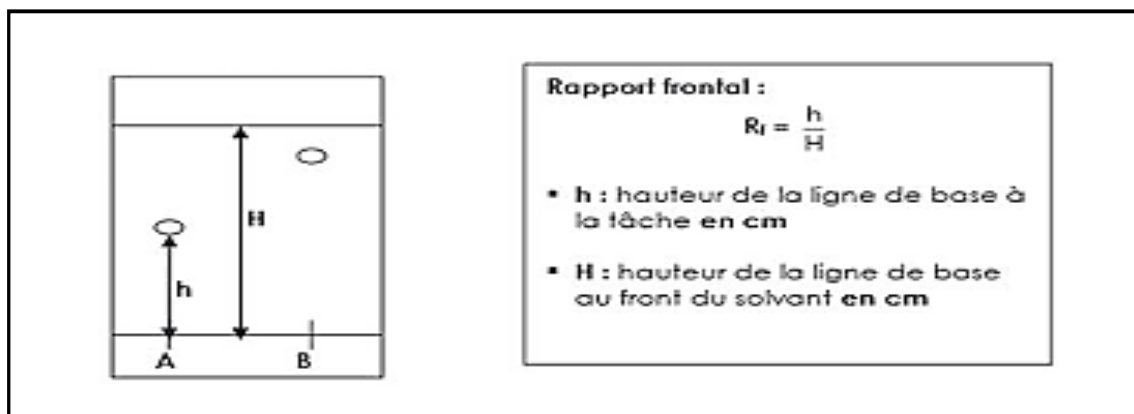 H
h
A B
Rapport frontal :
Rf = h/H
▪ h : hauteur de la ligne de base à
la tâche en cm
▪ H : hauteur de la ligne de base
au front du solvant en cm